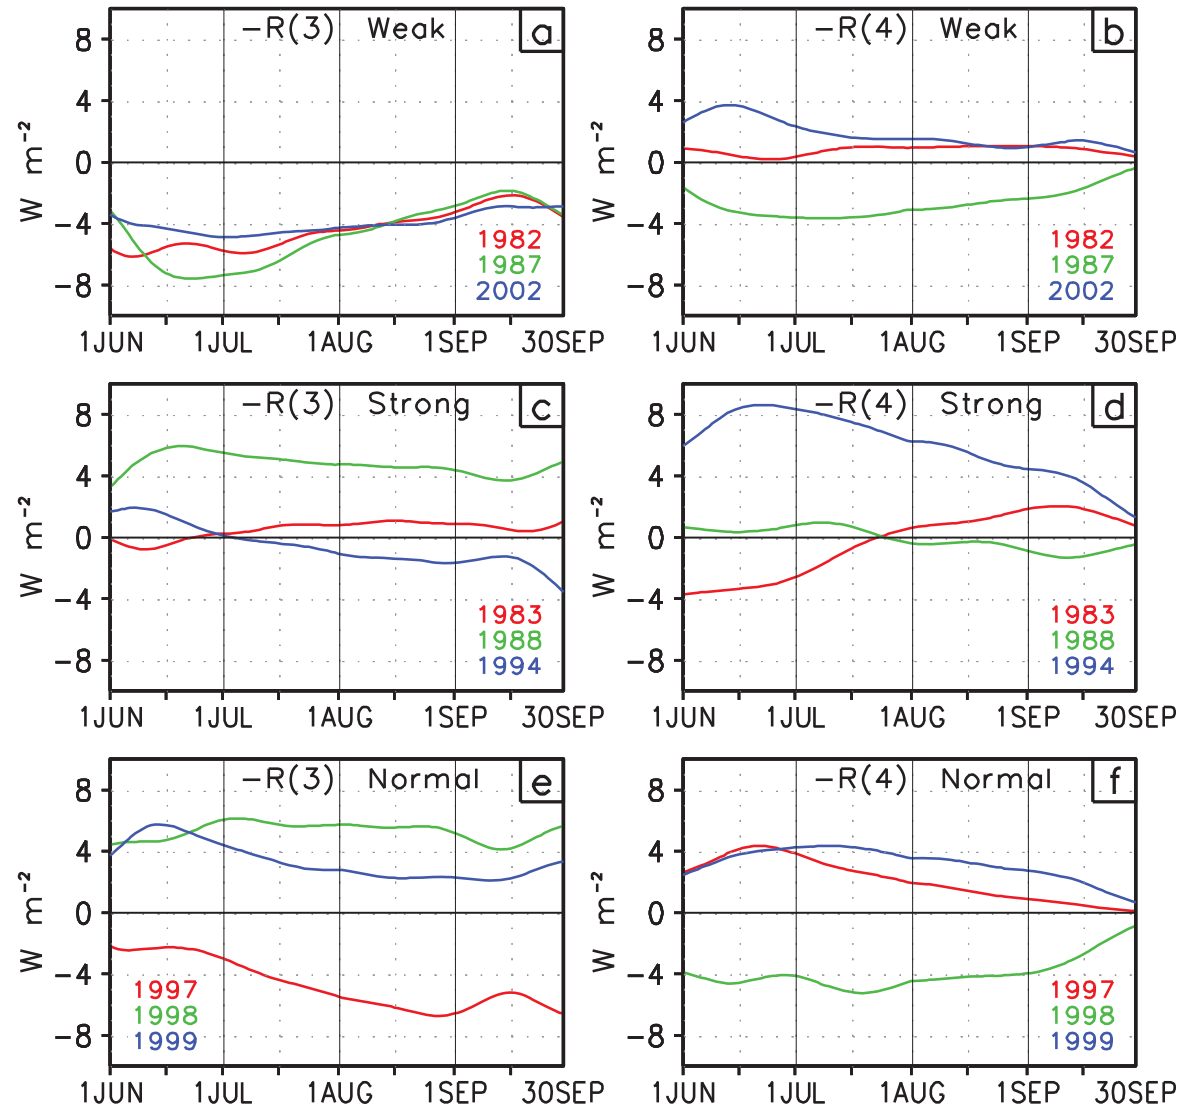 -R(3) Weak a
8
4
0
-4
-8
W m-2
1982
1987
2002
1JUN 1JUL 1AUG 1SEP 30SEP
-R(4) Weak b
8
4
0
-4
-8
W m-2
1982
1987
2002
1JUN 1JUL 1AUG 1SEP 30SEP
-R(3) Strong c
8
4
0
-4
-8
W m-2
1983
1988
1994
1JUN 1JUL 1AUG 1SEP 30SEP
-R(4) Strong d
8
4
0
-4
-8
W m-2
1983
1988
1994
1JUN 1JUL 1AUG 1SEP 30SEP
-R(3) Normal e
8
4
0
-4
-8
W m-2
1997
1998
1999
1JUN 1JUL 1AUG 1SEP 30SEP
-R(4) Normal f
8
4
0
-4
-8
W m-2
1997
1998
1999
1JUN 1JUL 1AUG 1SEP 30SEP